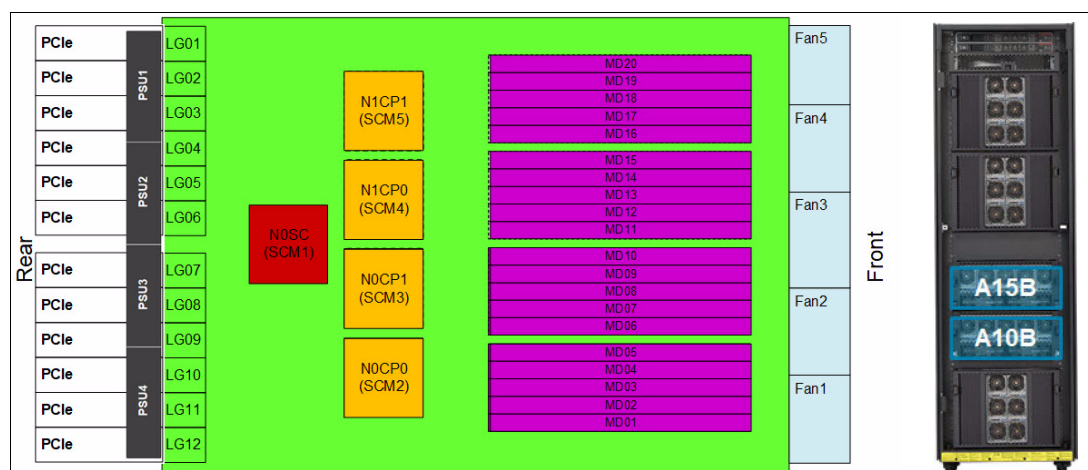 Rear
PCIe
PCIe
PCIe
PCIe
PCIe
PCIe
PCIe
PCIe
PCIe
PCIe
PCIe
PCIe
PSU1
PSU2
PSU3
PSU4
LG01
LG02
LG03
LG04
LG05
LG06
LG07
LG08
LG09
LG10
LG11
LG12
N0SC
(SCM1)
N1CP1
(SCM5)
N1CP0
(SCM4)
N0CP1
(SCM3)
N0CP0
(SCM2)
MD20
MD19
MD18
MD17
MD16
MD15
MD14
MD13
MD12
MD11
MD10
MD09
MD08
MD07
MD06
MD05
MD04
MD03
MD02
MD01
Fan5
Fan4
Fan3
Fan2
Fan1
Front
A15B
A10B